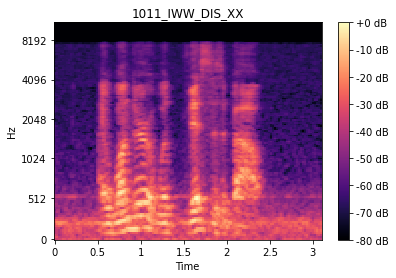 1011_IWW_DIS_XX
+0 dB
8192
-10 dB
4096
-20 dB
-30 dB
2048
Hz
-40 dB
1024
-50 dB
512
-60 dB
-70 dB
0
-80 dB
0 0.5 1 1.5 2 2.5 3
Time